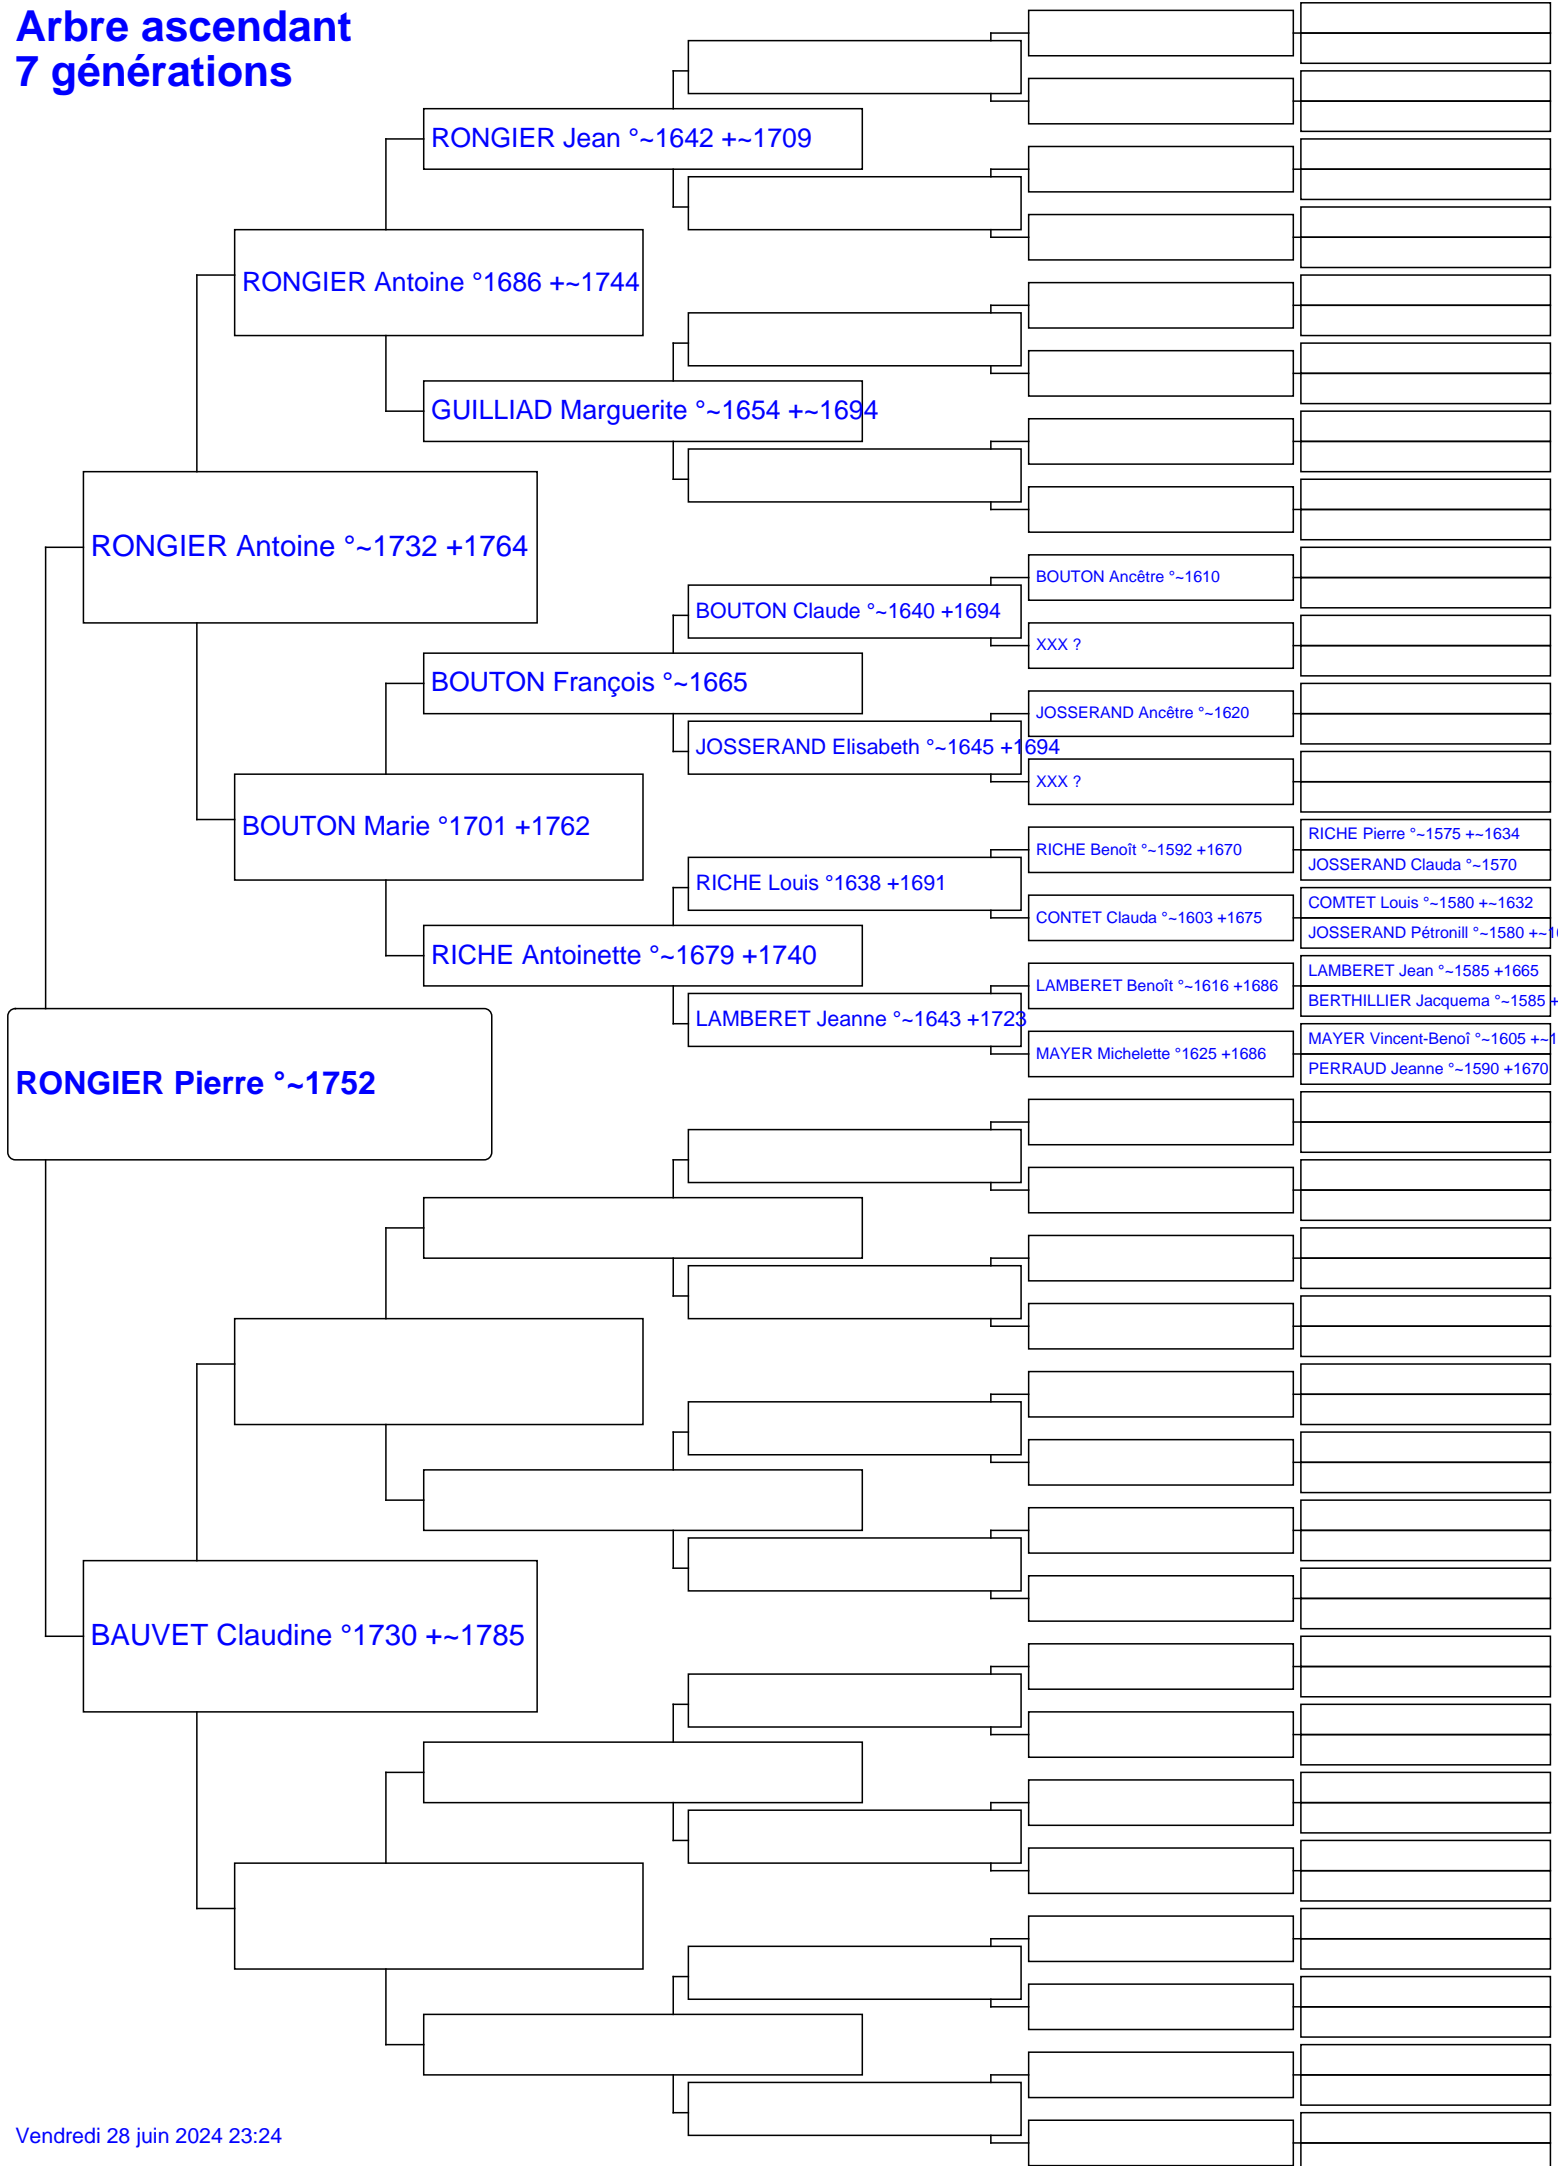 Arbre ascendant
7 générations
RONGIER Jean °~1642 +~1709
RONGIER Antoine °1686 +~1744
GUILLIAD Marguerite °~1654 +~1694
RONGIER Antoine °~1732 +1764
BOUTON Ancêtre °~1610
BOUTON Claude °~1640 +1694
XXX ?
BOUTON François °~1665
JOSSERAND Ancêtre °~1620
JOSSERAND Elisabeth °~1645 +1694
XXX ?
BOUTON Marie °1701 +1762
RICHE Pierre °~1575 +~1634
RICHE Benoît °~1592 +1670
JOSSERAND Clauda °~1570
RICHE Louis °1638 +1691
COMTET Louis °~1580 +~1632
CONTET Clauda °~1603 +1675
JOSSERAND Pétronill °~1580 +~1
RICHE Antoinette °~1679 +1740
LAMBERET Jean °~1585 +1665
LAMBERET Benoît °~1616 +1686
BERTHILLIER Jacquema °~1585 +
LAMBERET Jeanne °~1643 +1723
MAYER Vincent-Benoî °~1605 +~1
MAYER Michelette °1625 +1686
PERRAUD Jeanne °~1590 +1670
RONGIER Pierre °~1752
BAUVET Claudine °1730 +~1785
Vendredi 28 juin 2024 23:24